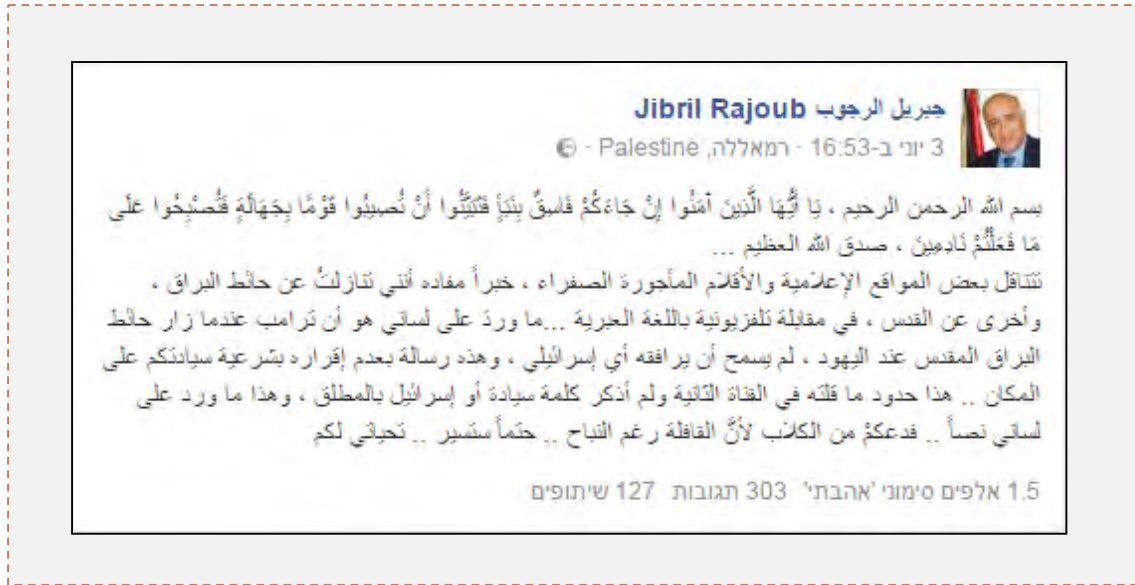 جبريل الرجوب Jibril Rajoub
3 יוני ב-16:53 - רמאללה, Palestine -
بسم الله الرحمن الرحيم ، يَا أَيُّهَا الَّذِينَ آمَنُوا إِنْ جَاءَكُمْ فَاسِقٌ بِنَبَإٍ فَتَبَيَّنُوا أَنْ تُصِيبُوا قَوْمًا بِجَهَالَةٍ فَتُصْبِحُوا عَلَى
مَا فَعَلْتُمْ نَادِمِينَ ، صدق الله العظيم ...
تتناقل بعض المواقع الإعلامية والأقلام المأجورة الصفراء ، خبراً مفاده أنني تنازلتُ عن حائط البراق ،
وأخرى عن القدس ، في مقابلة تلفزيونية باللغة العبرية ...ما وردَ على لساني هو أن ترامب عندما زار حائط
البراق المقدس عند اليهود ، لم يسمح أن يرافقه أي إسرائيلي ، وهذه رسالة بعدم إقراره بشرعية سيادتكم على
المكان .. هذا حدود ما قلته في القناة الثانية ولم أذكر كلمة سيادة أو إسرائيل بالمطلق ، وهذا ما ورد على
لساني نصاً .. فدعكمْ من الكلاب لأنَّ القافلة رغم النباح .. حتماً ستسير .. تحياتي لكم
1.5 אלפים סימוני 'אהבתי' 303 תגובות 127 שיתופים